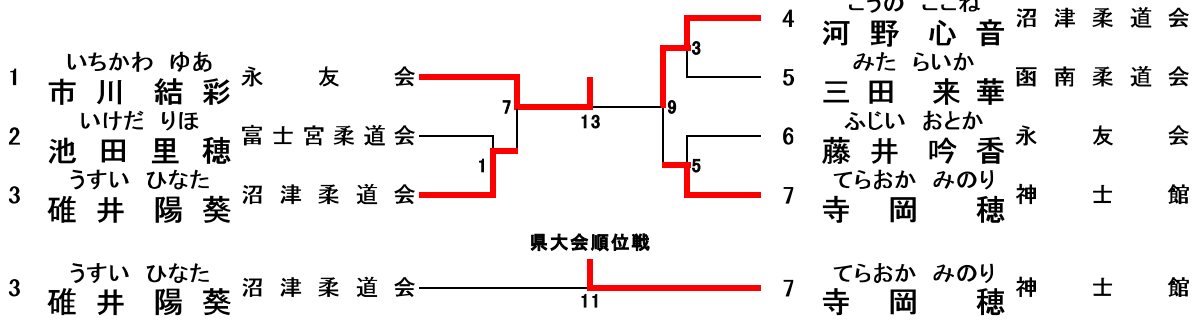 こうの ここね
4 河野 心音 沼津柔道会
3
いちかわ ゆあ
1 市川 結彩 永友会
みた らいか
5 三田 来華 函南柔道会
7
13
9
いけだ りほ
2 池田里穂 富士宮柔道会
ふじい おとか
6 藤井 吟香 永友会
1
5
うすい ひなた
3 碓井 陽葵 沼津柔道会
てらおか みのり
7 寺岡 穂 神士館
県大会順位戦
うすい ひなた
3 碓井 陽葵 沼津柔道会
てらおか みのり
7 寺岡 穂 神士館
11